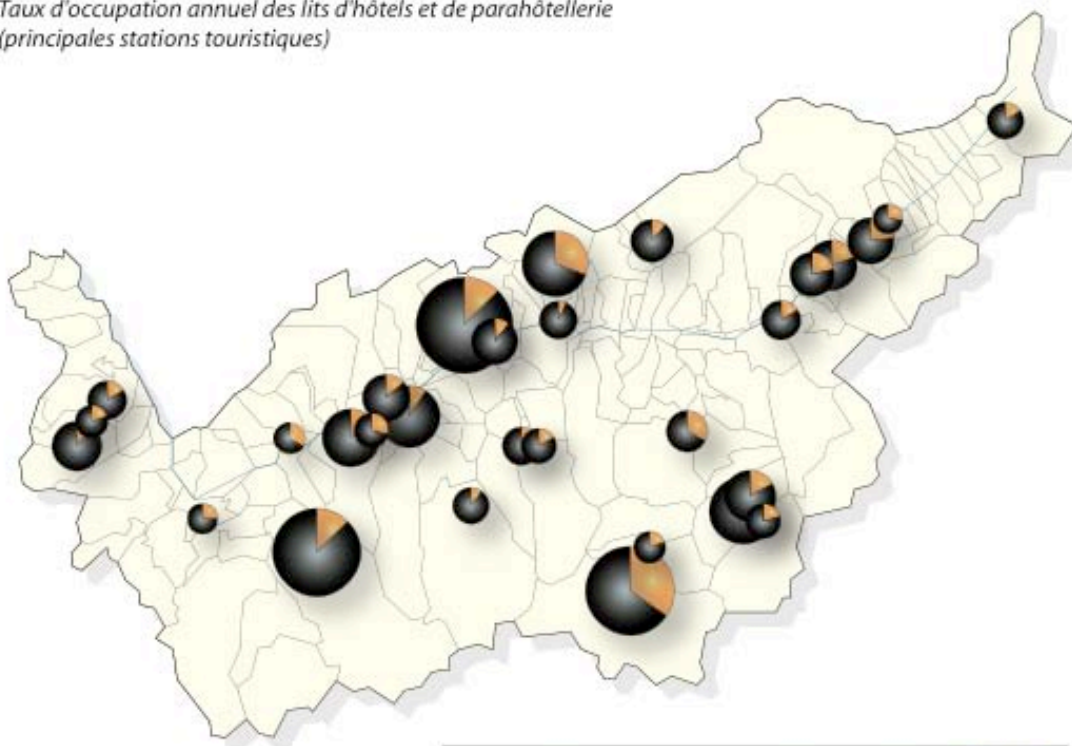 Taux d'occupation annuel des lits d'hôtels et de parahôtellerie
(principales stations touristiques)